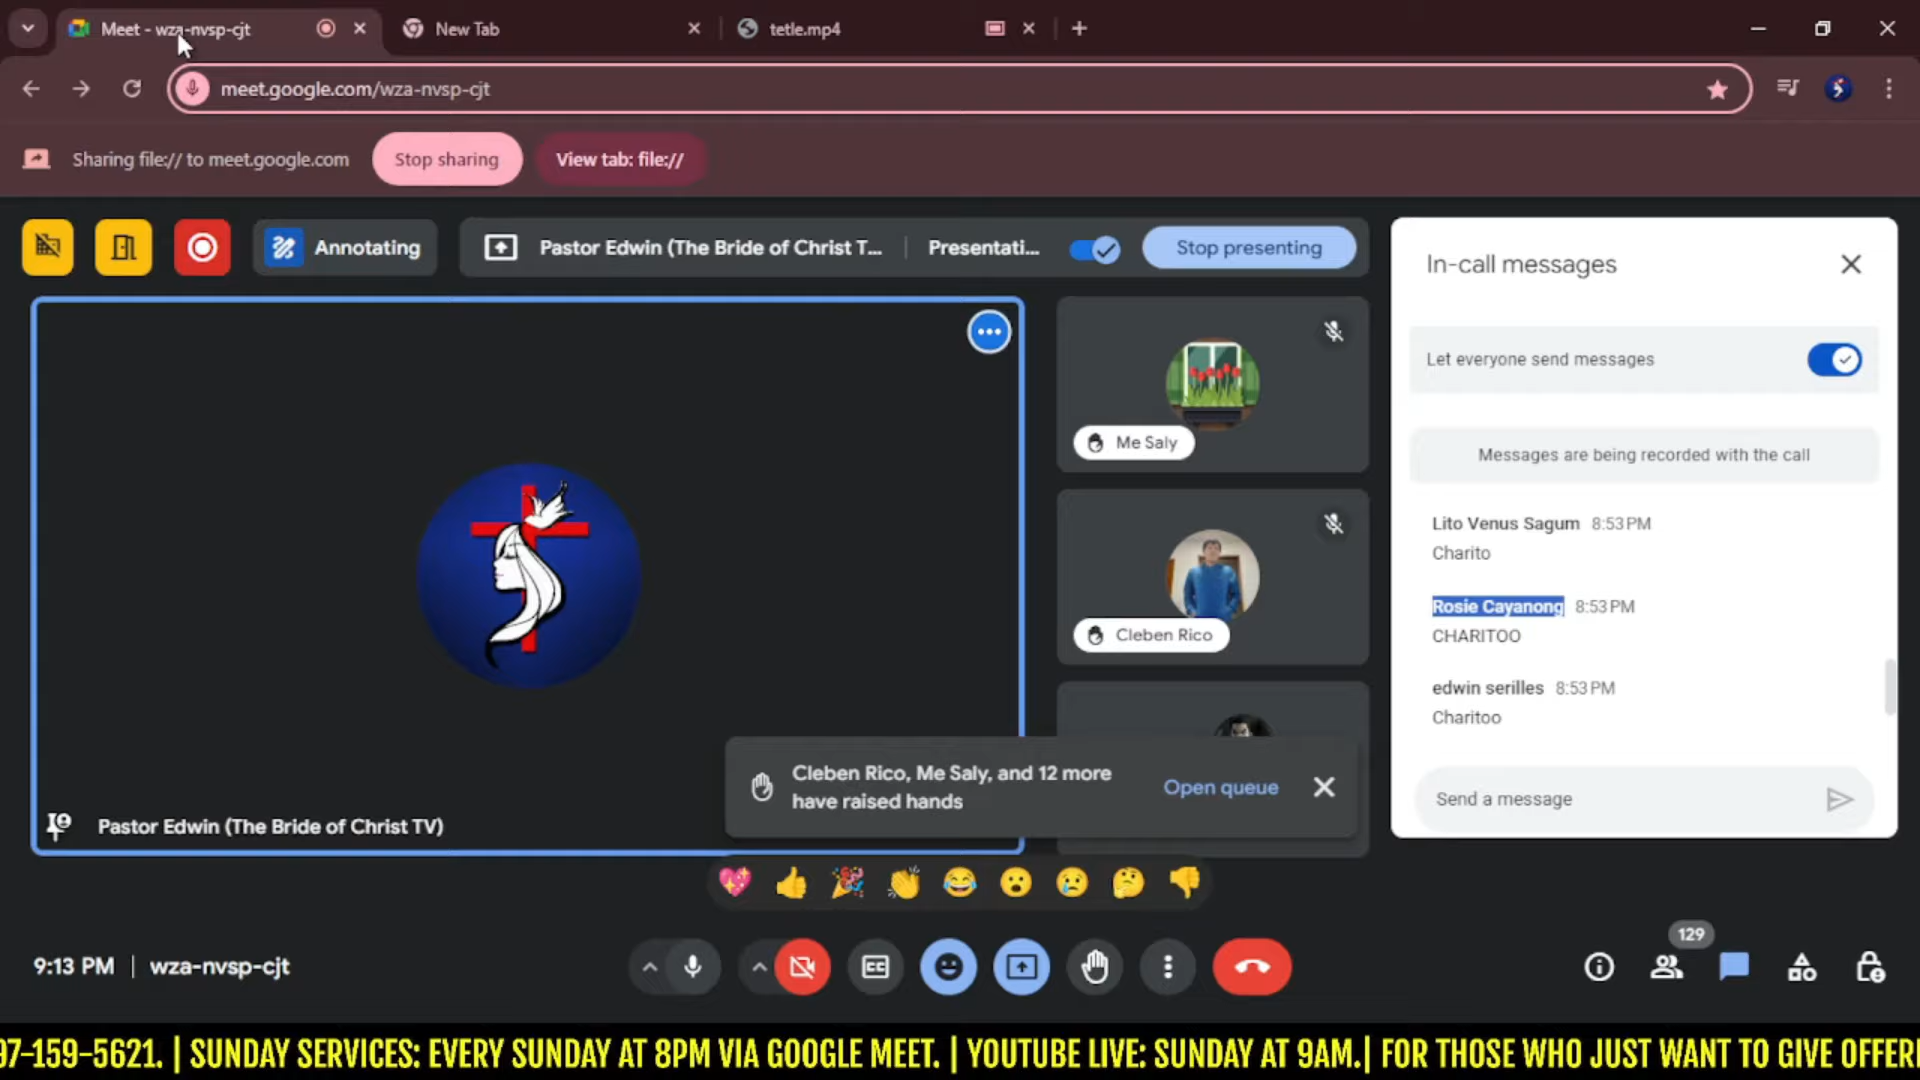 Meet - wza-nvsp-cjt
New Tab
tetle.mp4
meet.google.com/wza-nvsp-cjt
Sharing file:// to meet.google.com
Stop sharing
View tab: file://
Annotating
Pastor Edwin (The Bride of Christ T...
Presentati...
Stop presenting
In-call messages
Let everyone send messages
Messages are being recorded with the call
Lito Venus Sagum 8:53 PM
Charito
Rosie Cayanong 8:53 PM
CHARITOO
edwin serilles 8:53 PM
Charitoo
Send a message
Me Saly
Cleben Rico
Cleben Rico, Me Saly, and 12 more
have raised hands
Open queue
Pastor Edwin (The Bride of Christ TV)
9:13 PM | wza-nvsp-cjt
129
97-159-5621. | SUNDAY SERVICES: EVERY SUNDAY AT 8PM VIA GOOGLE MEET. | YOUTUBE LIVE: SUNDAY AT 9AM.| FOR THOSE WHO JUST WANT TO GIVE OFFERI